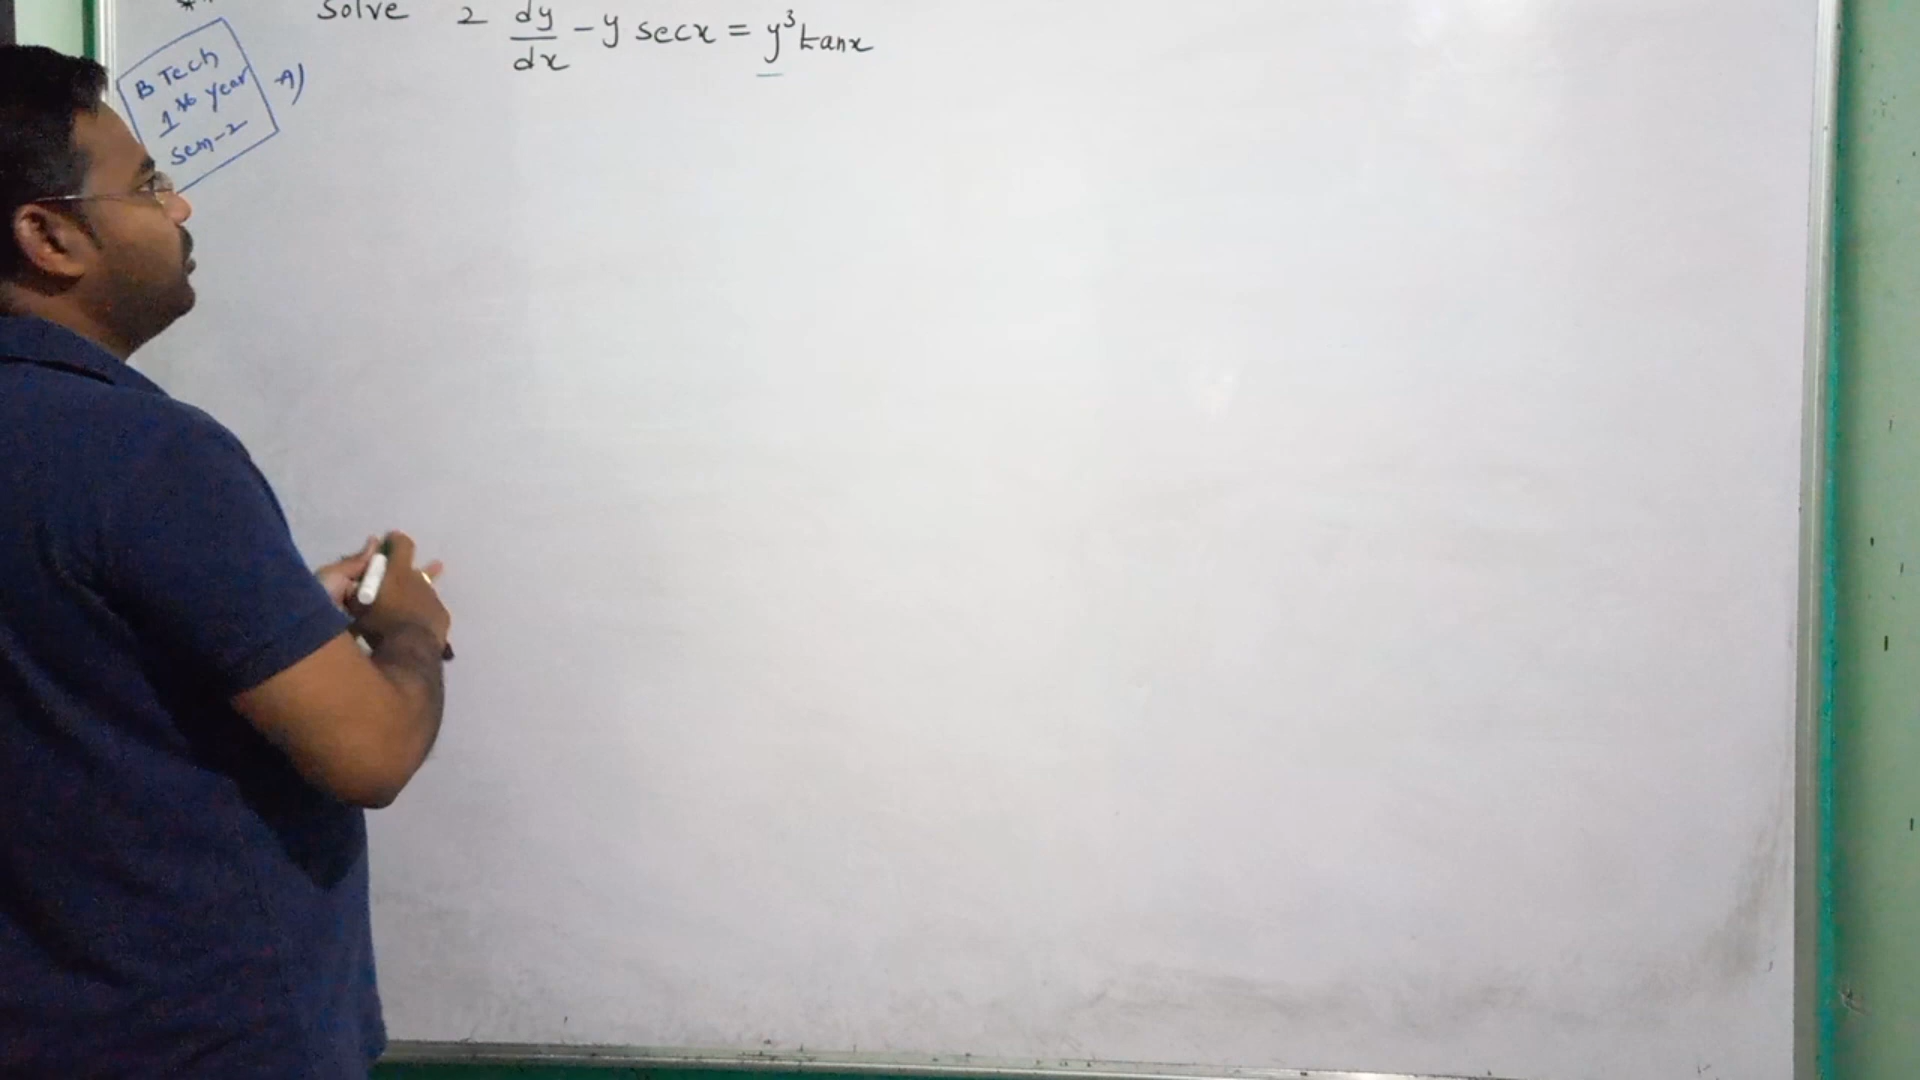 **
Solve 2 dy/dx - y secx = y³ tanx
B Tech
1st year
Sem-2
A)